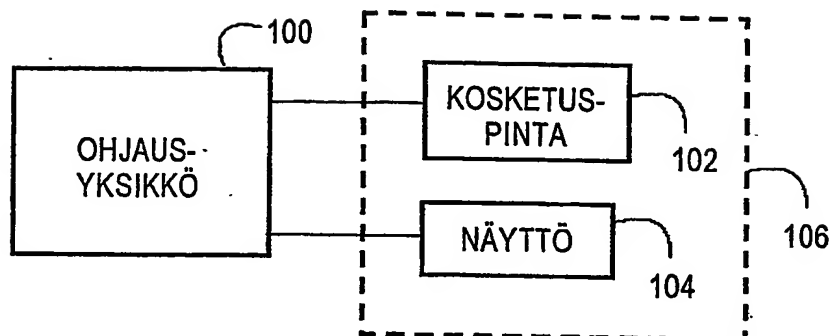 100
OHJAUS-
YKSIKKÖ
KOSKETUS-
PINTA
102
NÄYTTÖ
104
106